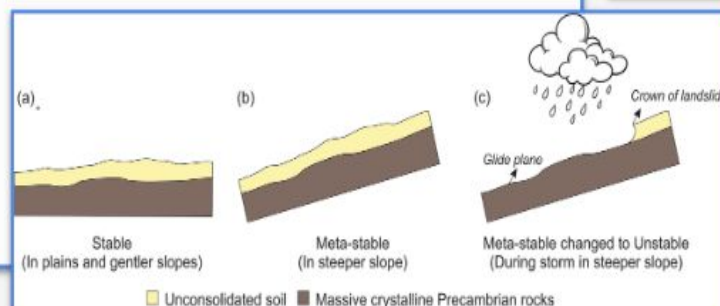 (a)
(b)
(c)
Crown of landslid
Glide plane
Stable
(In plains and gentler slopes)
Meta-stable
(In steeper slope)
Meta-stable changed to Unstable
(During storm in steeper slope)
Unconsolidated soil Massive crystalline Precambrian rocks